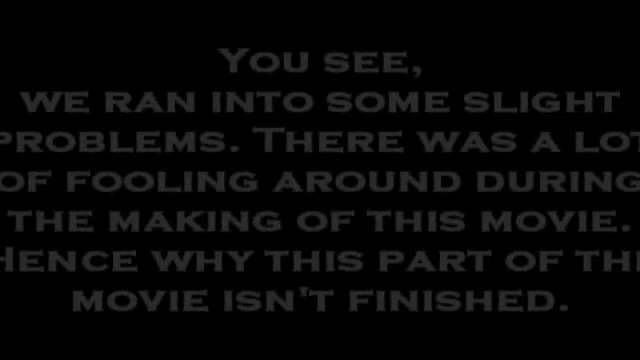 You see,
we ran into some slight
problems. There was a lot
of fooling around during
the making of this movie.
Hence why this part of the
movie isn't finished.